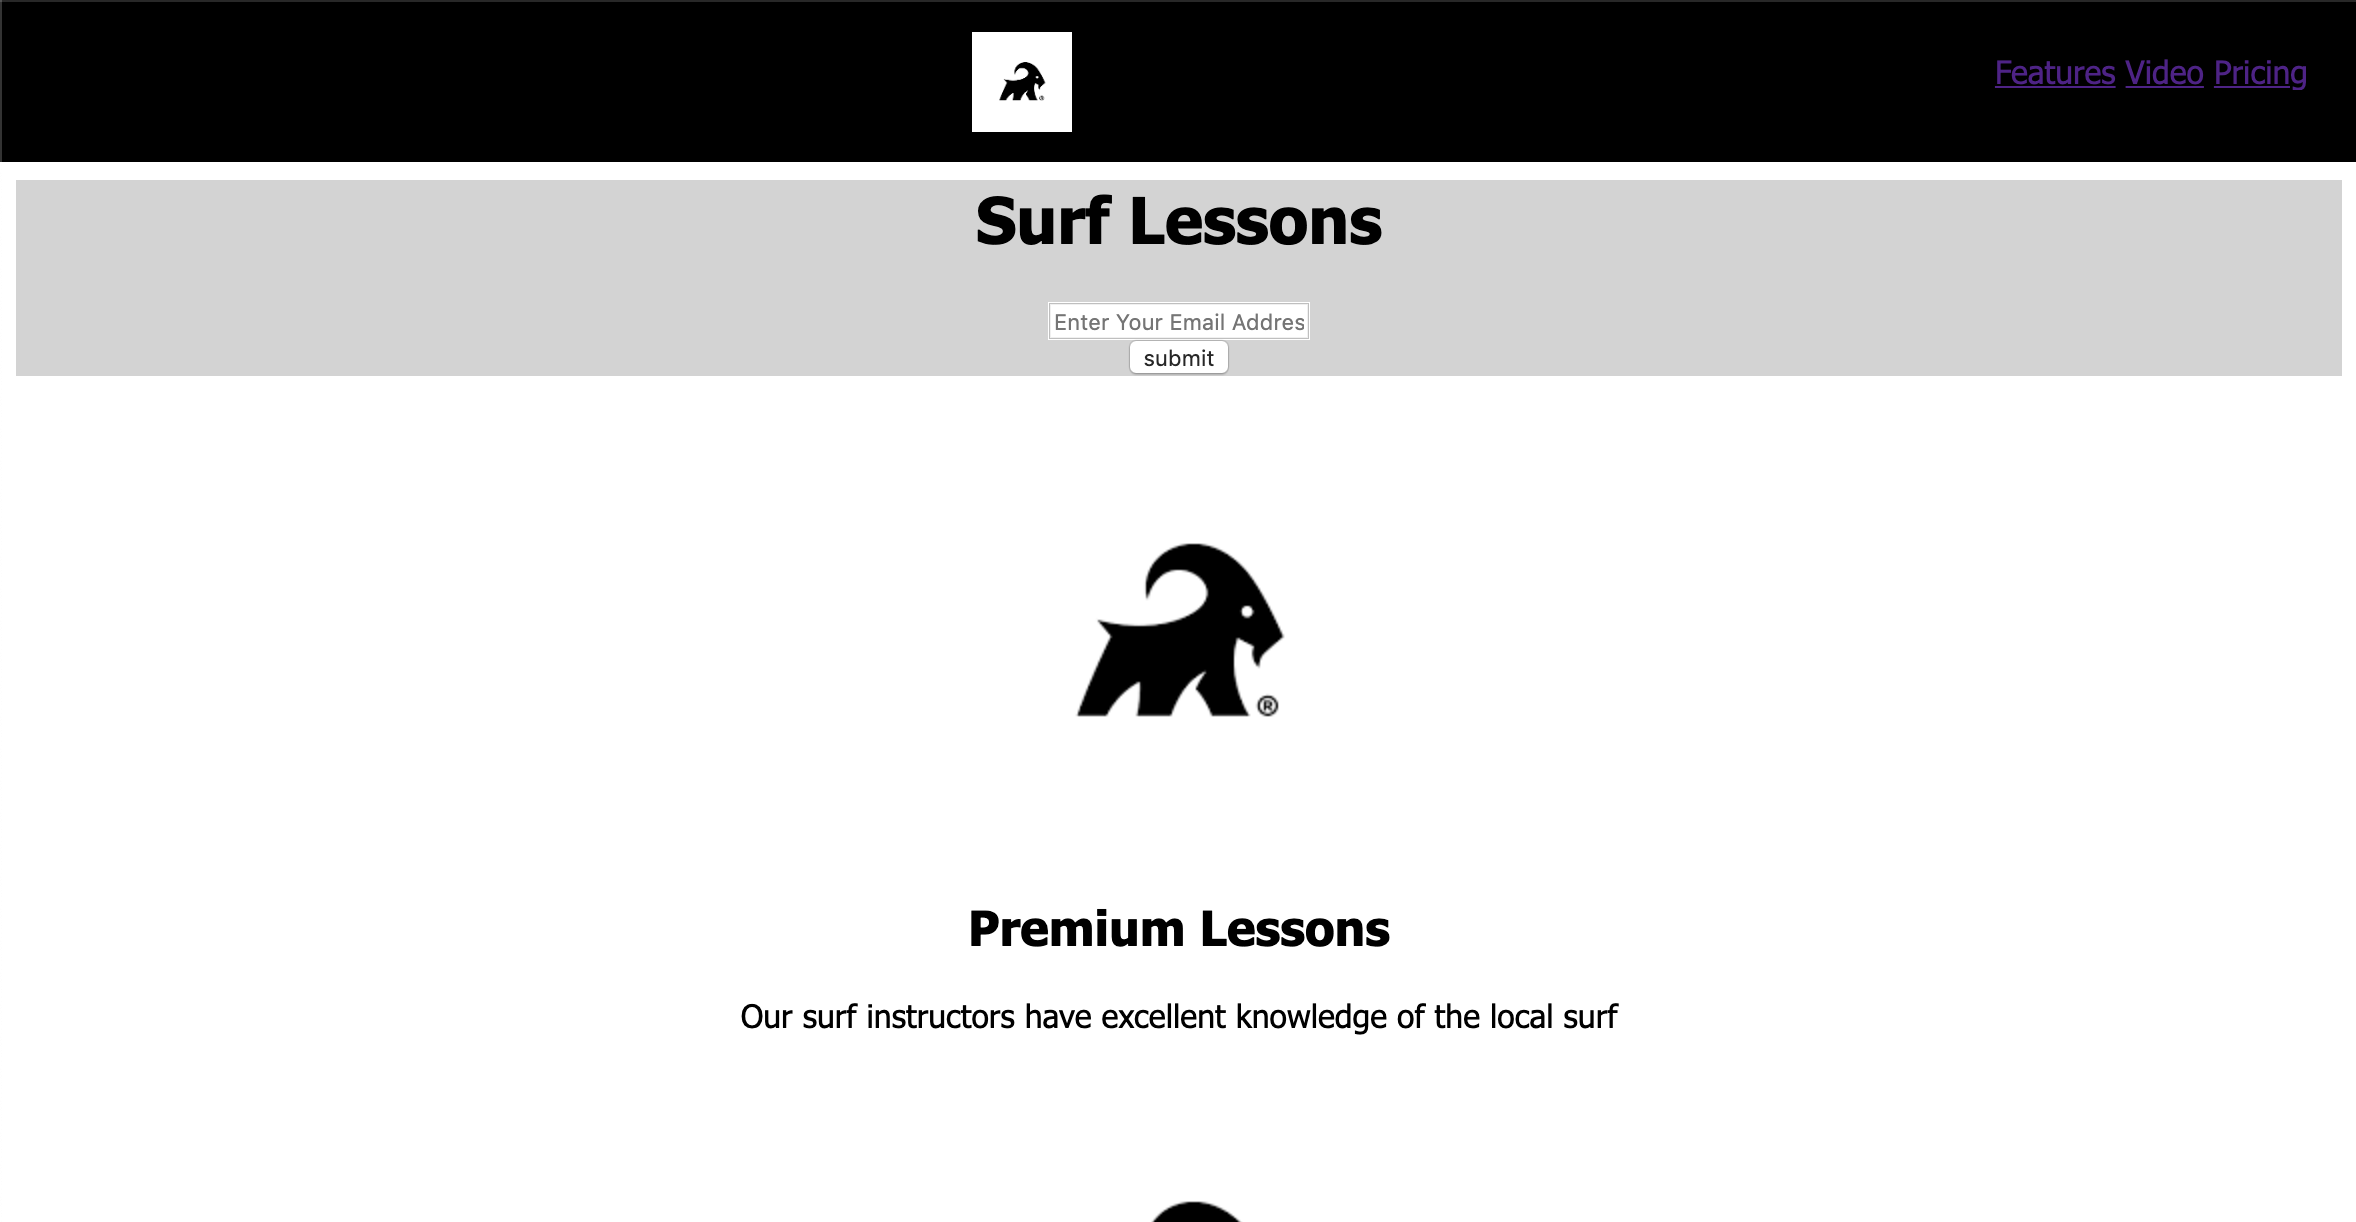 Features Video Pricing
Surf Lessons
Enter Your Email Addres
submit
®
Premium Lessons
Our surf instructors have excellent knowledge of the local surf